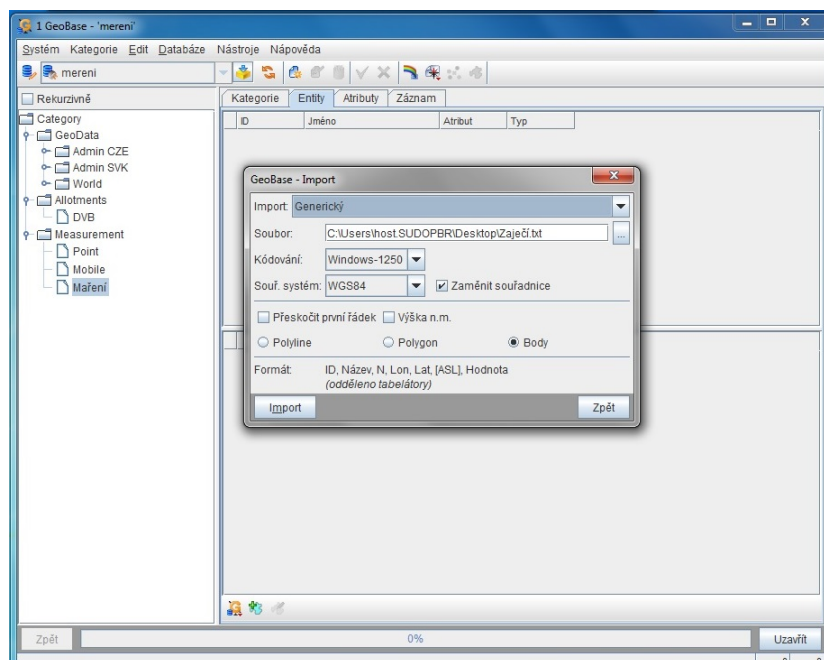 1 GeoBase - 'mereni'
Systém Kategorie Edit Databáze Nástroje Nápověda
mereni
Rekurzivně
Category
GeoData
Admin CZE
Admin SVK
World
Allotments
DVB
Measurement
Point
Mobile
Maření
Kategorie Entity Atributy Záznam
ID Jméno Atribut Typ
GeoBase - Import
Import: Generický
Soubor: C:\Users\host.SUDOPBR\Desktop\Zaječí.txt ...
Kódování: Windows-1250
Souř. systém: WGS84 Zaměnit souřadnice
Přeskočit první řádek Výška n.m.
Polyline Polygon Body
Formát: ID, Název, N, Lon, Lat, [ASL], Hodnota
(odděleno tabelátory)
Import Zpět
Zpět 0% Uzavřít